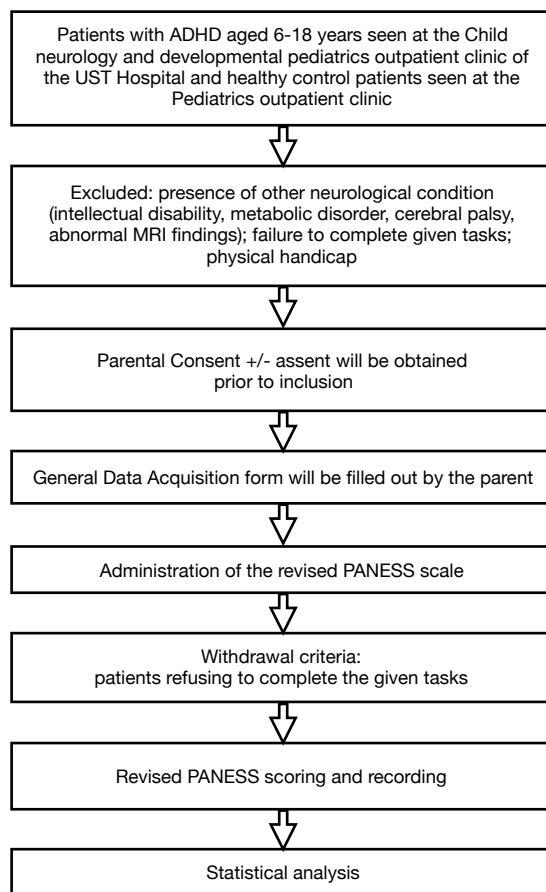 Patients with ADHD aged 6-18 years seen at the Child
neurology and developmental pediatrics outpatient clinic of
the UST Hospital and healthy control patients seen at the
Pediatrics outpatient clinic
Excluded: presence of other neurological condition
(intellectual disability, metabolic disorder, cerebral palsy,
abnormal MRI findings); failure to complete given tasks;
physical handicap
Parental Consent +/- assent will be obtained
prior to inclusion
General Data Acquisition form will be filled out by the parent
Administration of the revised PANESS scale
Withdrawal criteria:
patients refusing to complete the given tasks
Revised PANESS scoring and recording
Statistical analysis